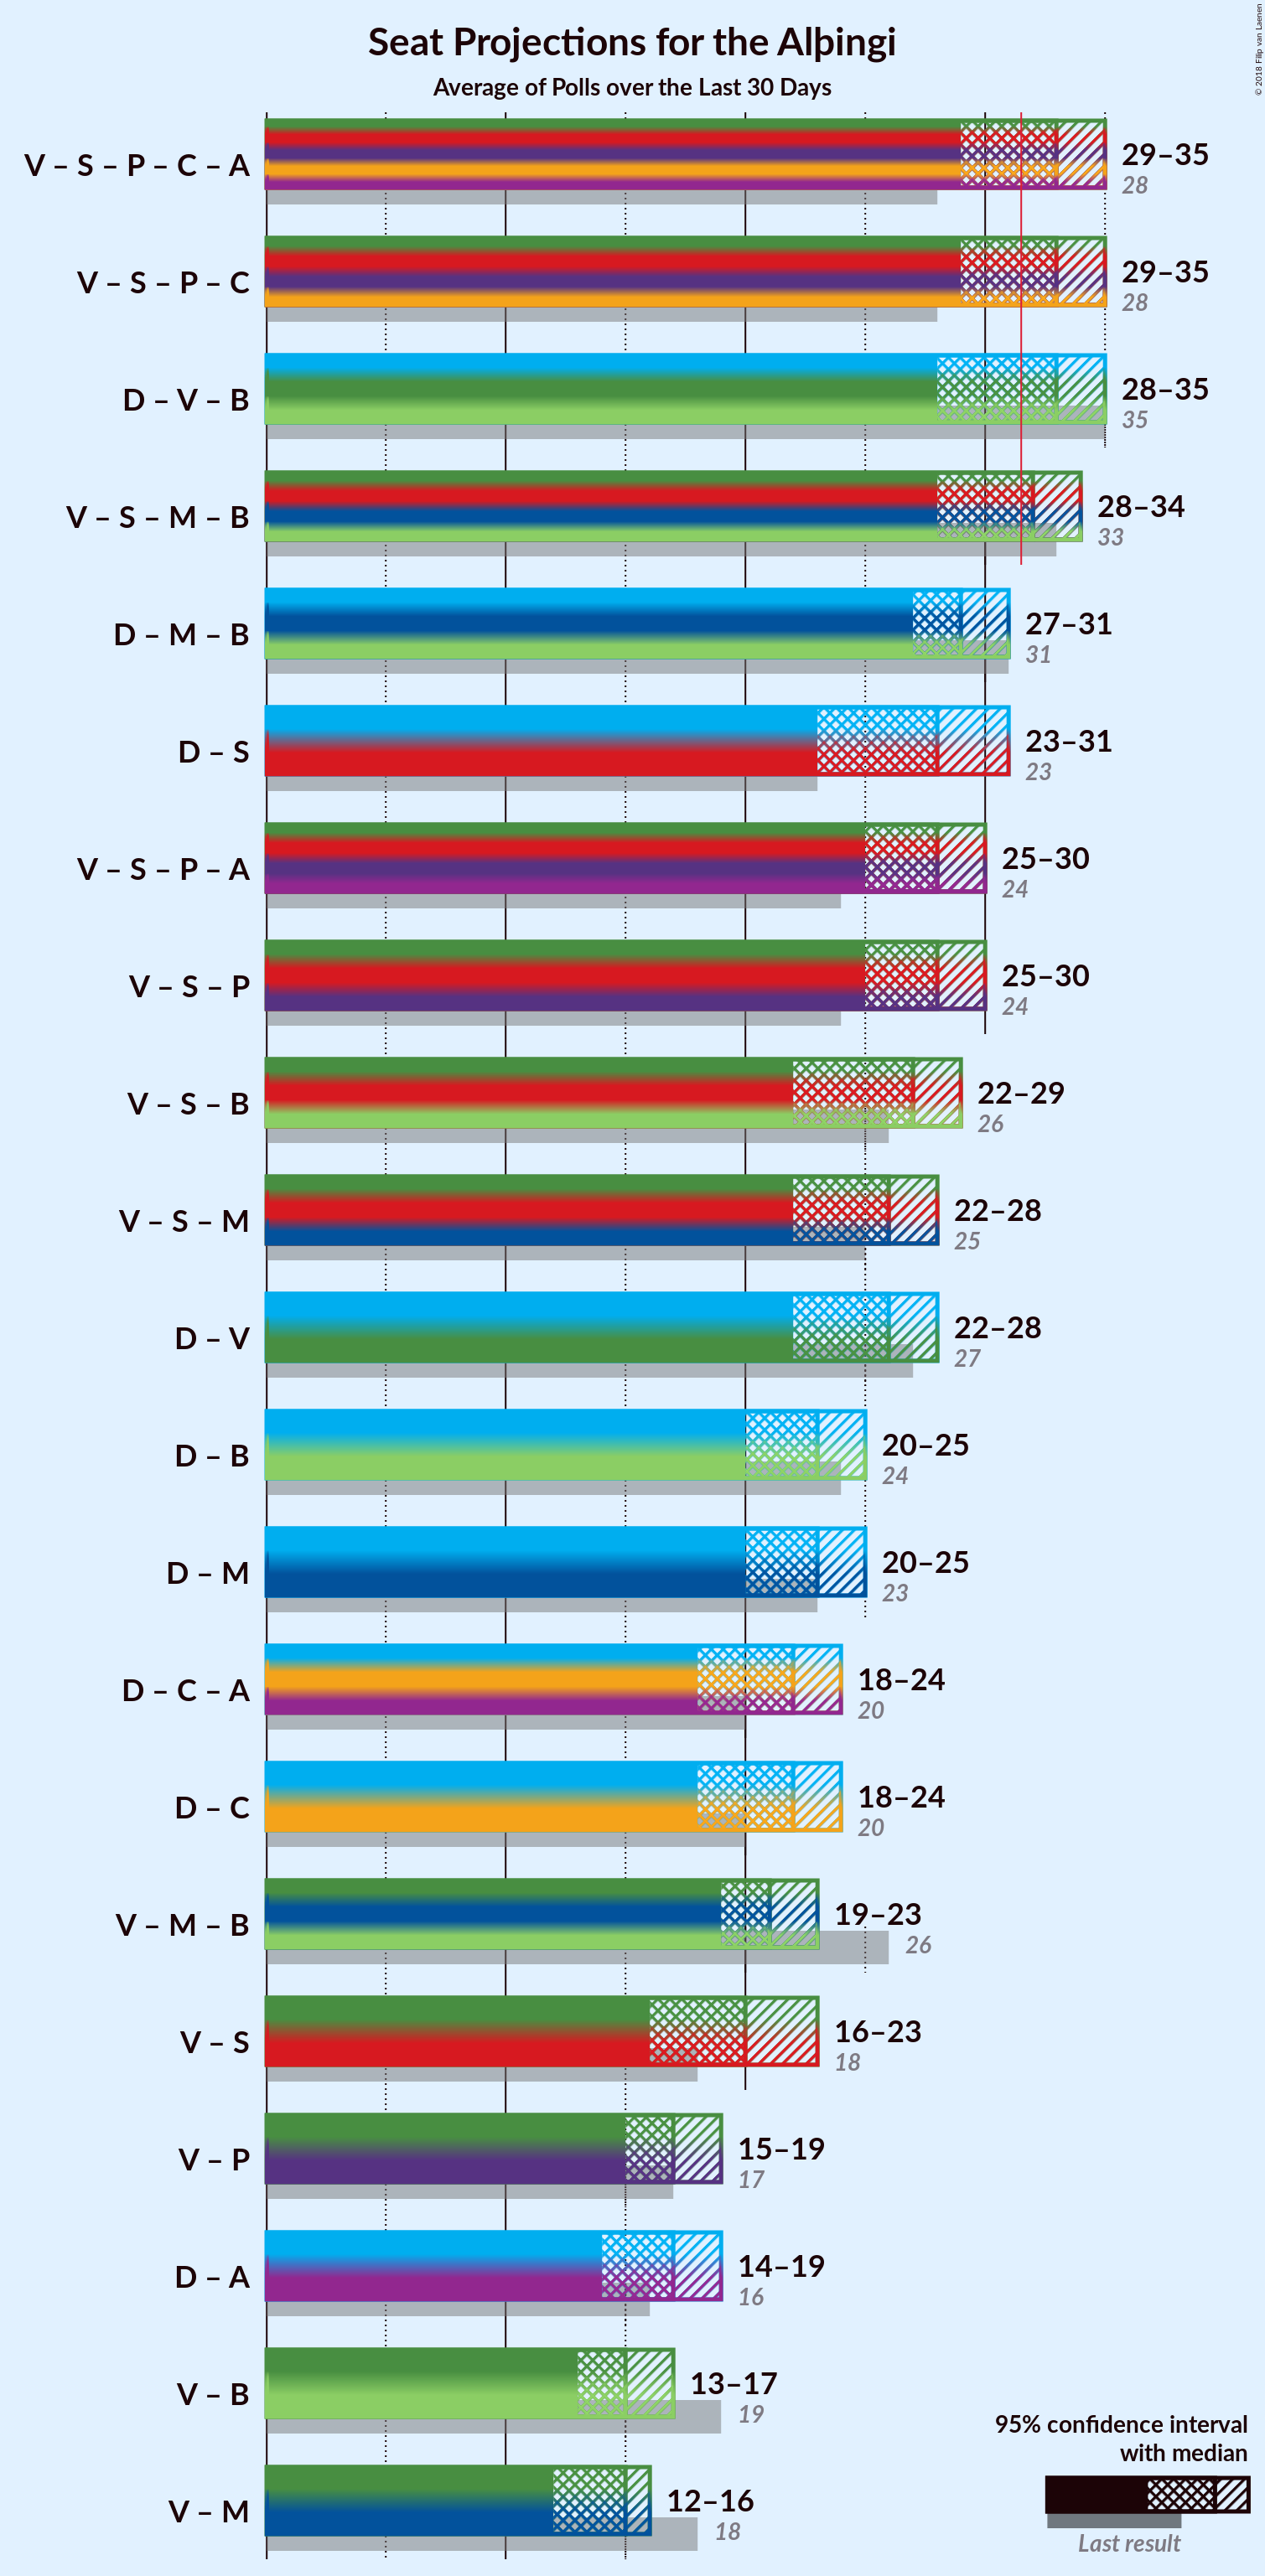 Seat Projections for the Alþingi
Average of Polls over the Last 30 Days
© 2018 Filip van Laenen
V – S – P – C – A
29–35
28
V – S – P – C
29–35
28
D – V – B
28–35
35
V – S – M – B
28–34
33
D – M – B
27–31
31
D – S
23–31
23
V – S – P – A
25–30
24
V – S – P
25–30
24
V – S – B
22–29
26
V – S – M
22–28
25
D – V
22–28
27
D – B
20–25
24
D – M
20–25
23
D – C – A
18–24
20
D – C
18–24
20
V – M – B
19–23
26
V – S
16–23
18
V – P
15–19
17
D – A
14–19
16
V – B
13–17
19
V – M
12–16
18
95% confidence interval
with median
Last result